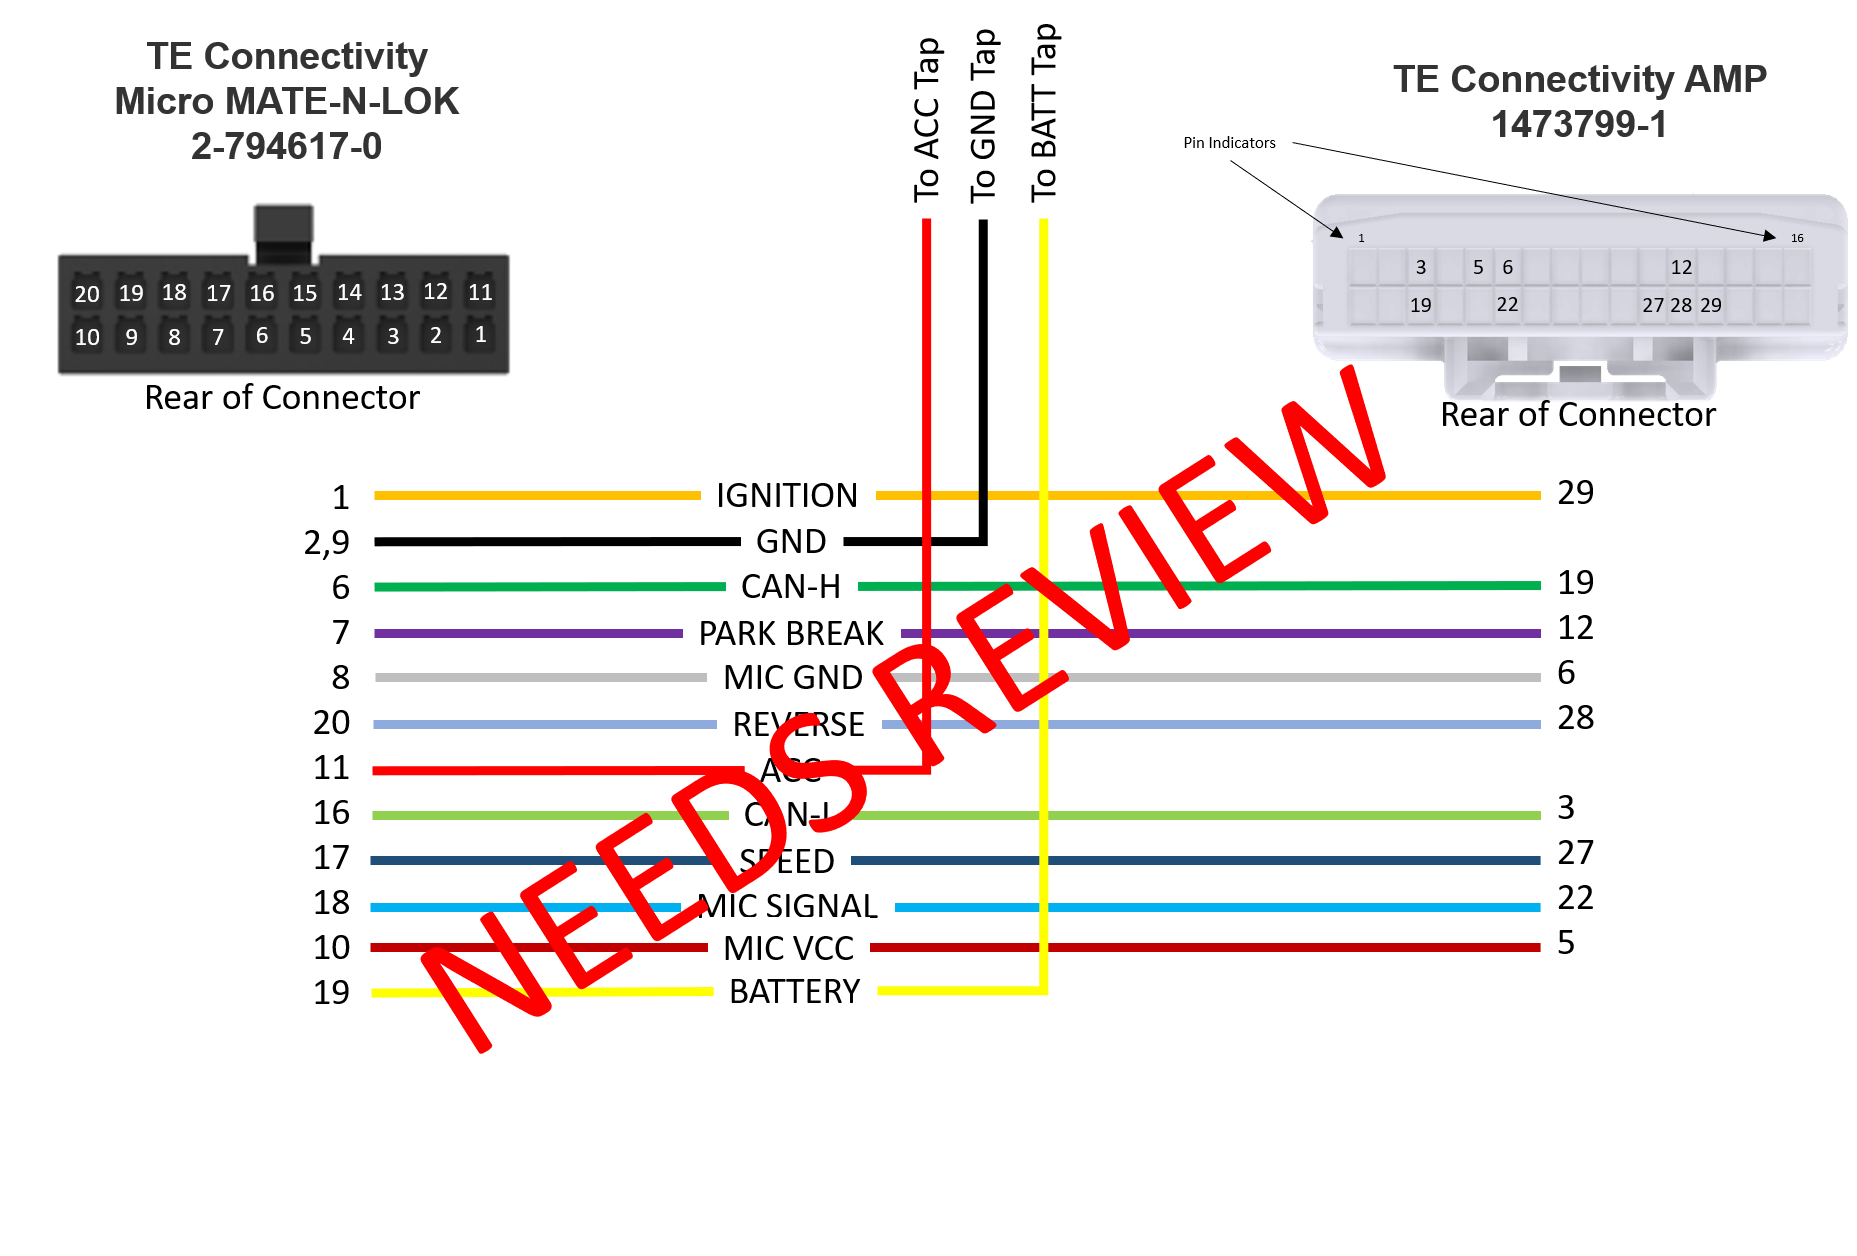 TE Connectivity
Micro MATE-N-LOK
2-794617-0
20 19 18 17 16 15 14 13 12 11
10 9 8 7 6 5 4 3 2 1
Rear of Connector
To ACC Tap
To GND Tap
To BATT Tap
TE Connectivity AMP
1473799-1
Pin Indicators
1 16
3 5 6 12
19 22 27 28 29
Rear of Connector
1 IGNITION 29
2,9 GND
6 CAN-H 19
7 PARK BREAK 12
8 MIC GND 6
20 REVERSE 28
11 ACC
16 CAN-L 3
17 SPEED 27
18 MIC SIGNAL 22
10 MIC VCC 5
19 BATTERY
NEEDS REVIEW